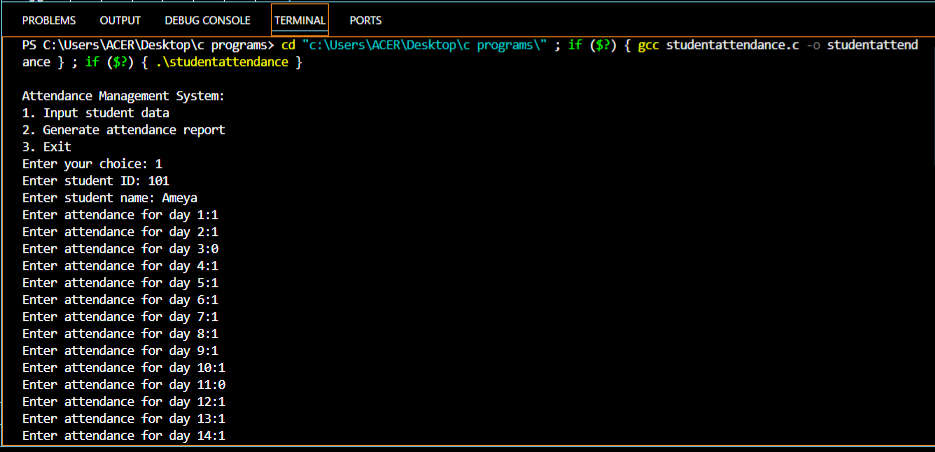 PROBLEMS OUTPUT DEBUG CONSOLE TERMINAL PORTS
PS C:\Users\ACER\Desktop\c programs> cd "c:\Users\ACER\Desktop\c programs\" ; if ($?) { gcc studentattendance.c -o studentattend
ance } ; if ($?) { .\studentattendance }
Attendance Management System:
1. Input student data
2. Generate attendance report
3. Exit
Enter your choice: 1
Enter student ID: 101
Enter student name: Ameya
Enter attendance for day 1:1
Enter attendance for day 2:1
Enter attendance for day 3:0
Enter attendance for day 4:1
Enter attendance for day 5:1
Enter attendance for day 6:1
Enter attendance for day 7:1
Enter attendance for day 8:1
Enter attendance for day 9:1
Enter attendance for day 10:1
Enter attendance for day 11:0
Enter attendance for day 12:1
Enter attendance for day 13:1
Enter attendance for day 14:1